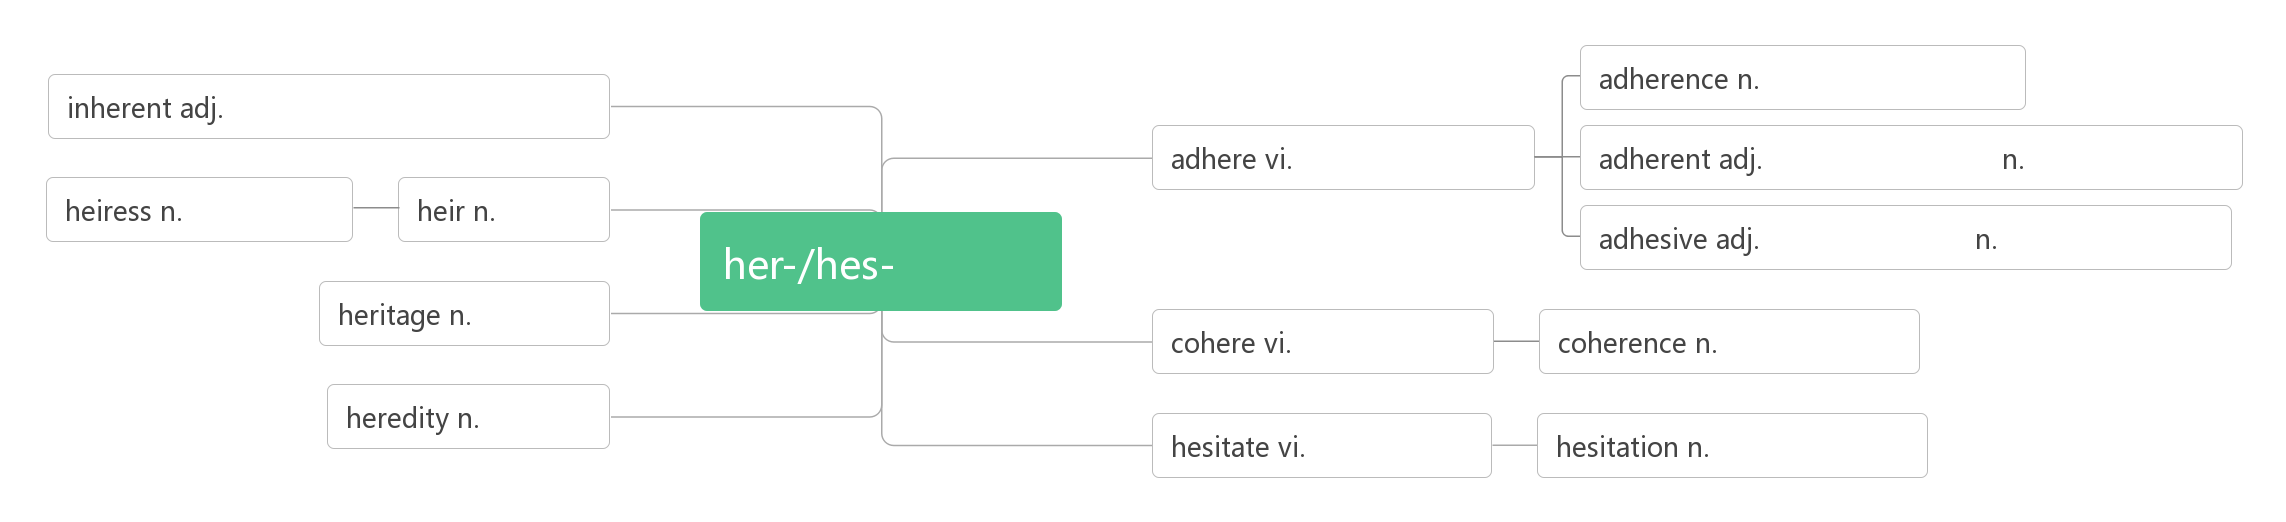 inherent adj.
heiress n.
heir n.
heritage n.
heredity n.
her-/hes-
adhere vi.
adherence n.
adherent adj. n.
adhesive adj. n.
cohere vi.
coherence n.
hesitate vi.
hesitation n.